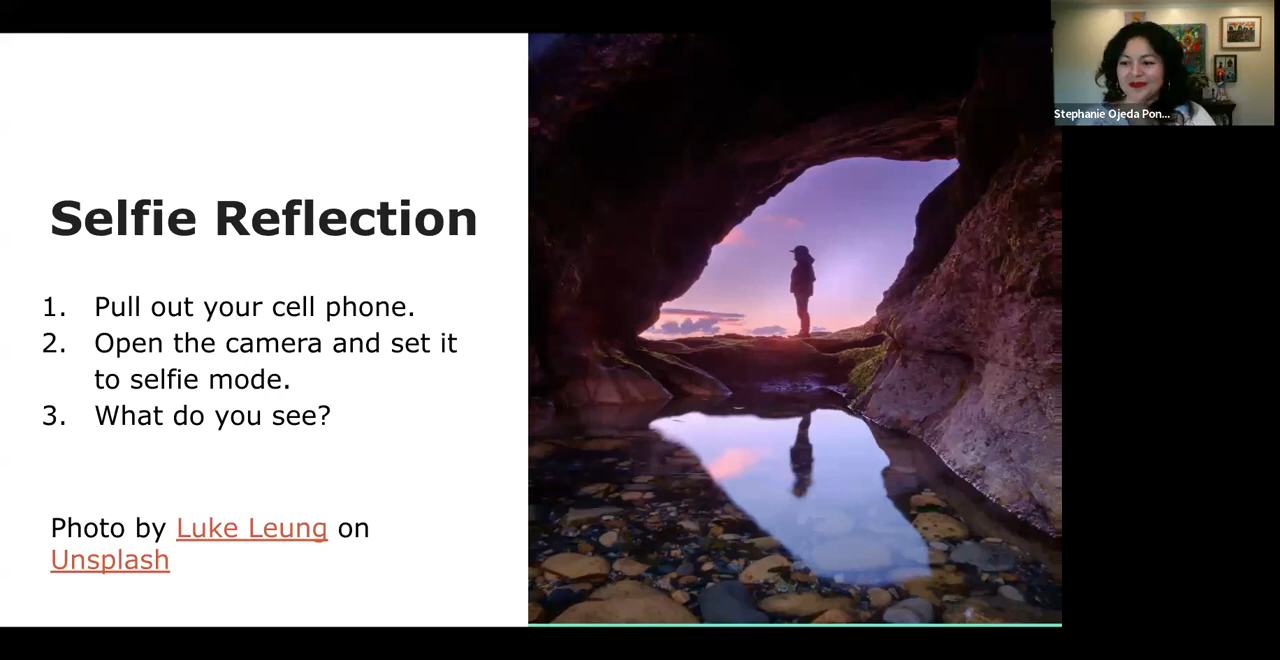 Selfie Reflection
1. Pull out your cell phone.
2. Open the camera and set it
to selfie mode.
3. What do you see?
Photo by Luke Leung on
Unsplash
Stephanie Ojeda Pon...